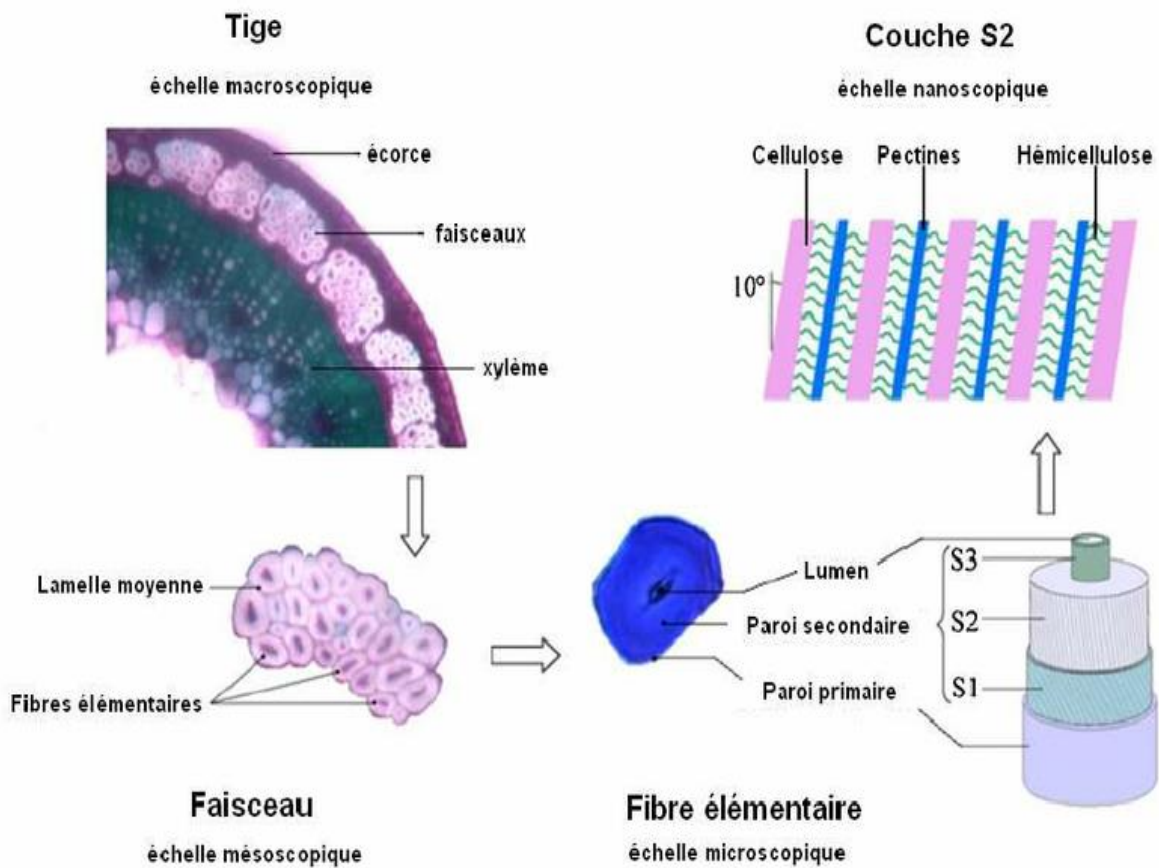 Tige
échelle macroscopique
écorce
faisceaux
xylème
Couche S2
échelle nanoscopique
Cellulose
Pectines
Hémicellulose
10°
Lamelle moyenne
Fibres élémentaires
Faisceau
échelle mésoscopique
Lumen
Paroi secondaire
Paroi primaire
S3
S2
S1
Fibre élémentaire
échelle microscopique